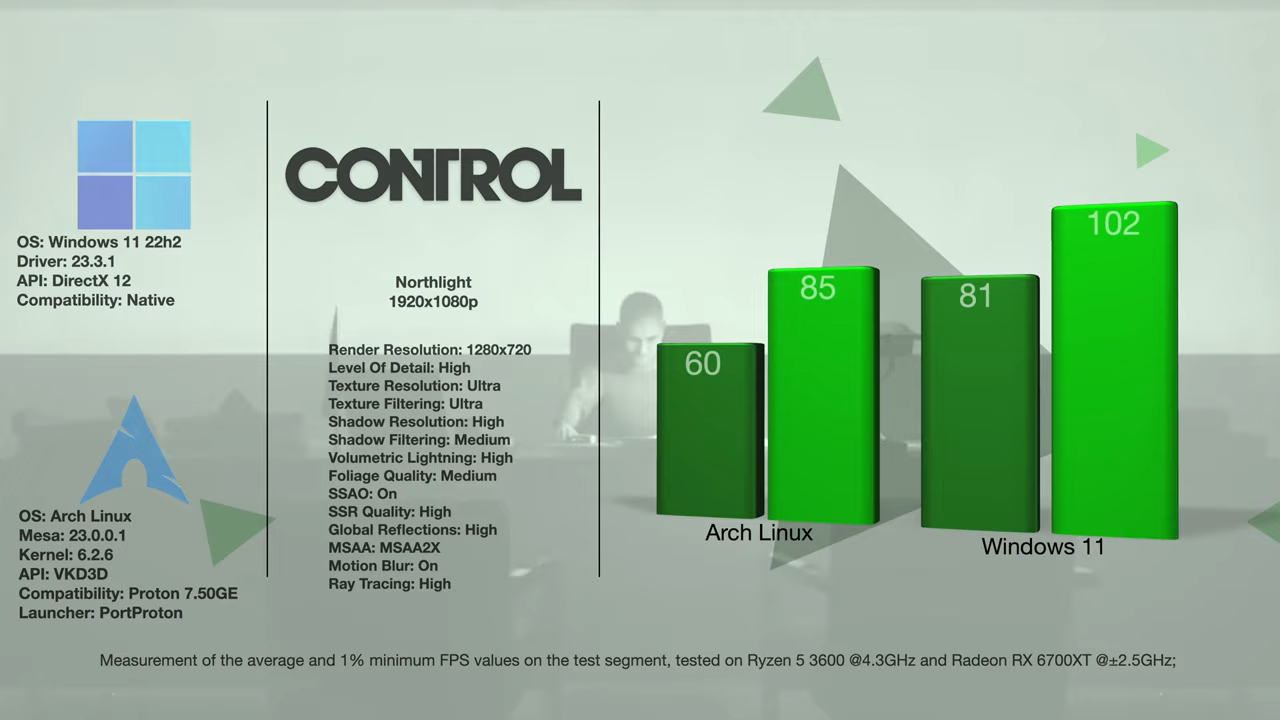 OS: Windows 11 22h2
Driver: 23.3.1
API: DirectX 12
Compatibility: Native
OS: Arch Linux
Mesa: 23.0.0.1
Kernel: 6.2.6
API: VKD3D
Compatibility: Proton 7.50GE
Launcher: PortProton
CONTROL
Northlight
1920x1080p
Render Resolution: 1280x720
Level Of Detail: High
Texture Resolution: Ultra
Texture Filtering: Ultra
Shadow Resolution: High
Shadow Filtering: Medium
Volumetric Lightning: High
Foliage Quality: Medium
SSAO: On
SSR Quality: High
Global Reflections: High
MSAA: MSAA2X
Motion Blur: On
Ray Tracing: High
60
85
81
102
Arch Linux
Windows 11
Measurement of the average and 1% minimum FPS values on the test segment, tested on Ryzen 5 3600 @4.3GHz and Radeon RX 6700XT @±2.5GHz;